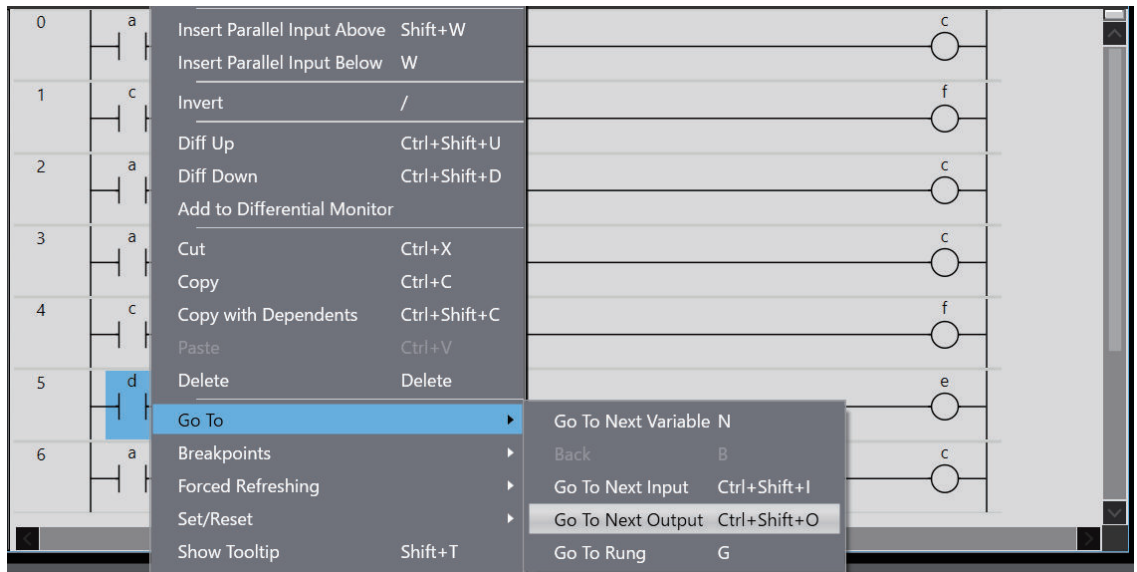 0 a c
Insert Parallel Input Above Shift+W
Insert Parallel Input Below W
1 c f
Invert /
Diff Up Ctrl+Shift+U
2 a c
Diff Down Ctrl+Shift+D
Add to Differential Monitor
3 a c
Cut Ctrl+X
Copy Ctrl+C
4 c f
Copy with Dependents Ctrl+Shift+C
Paste Ctrl+V
5 d e
Delete Delete
Go To
Go To Next Variable N
6 a c
Breakpoints
Back B
Forced Refreshing
Go To Next Input Ctrl+Shift+I
Set/Reset
Go To Next Output Ctrl+Shift+O
Show Tooltip Shift+T
Go To Rung G